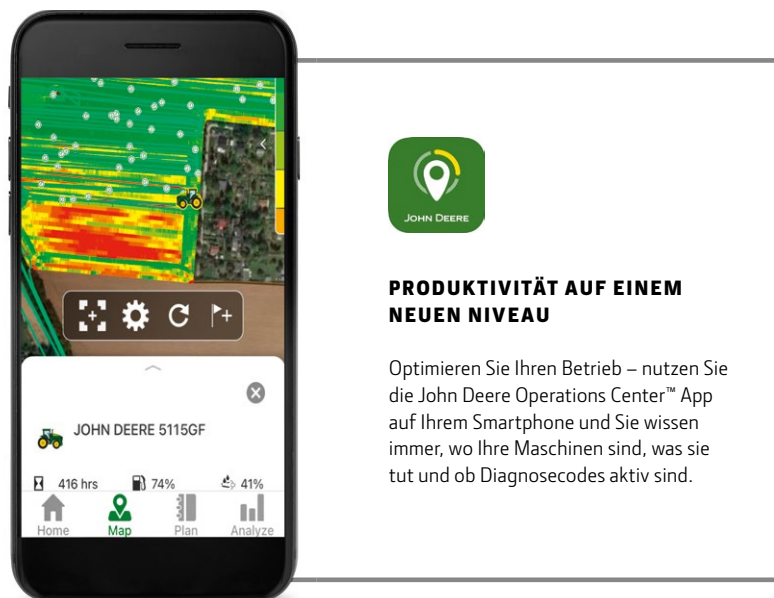 JOHN DEERE 5115GF
416 hrs 74% 41%
Home Map Plan Analyze
JOHN DEERE
PRODUKTIVITÄT AUF EINEM
NEUEN NIVEAU
Optimieren Sie Ihren Betrieb – nutzen Sie
die John Deere Operations Center™ App
auf Ihrem Smartphone und Sie wissen
immer, wo Ihre Maschinen sind, was sie
tut und ob Diagnosecodes aktiv sind.